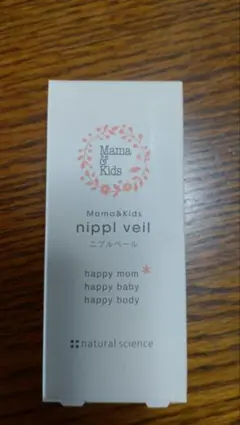 Mama
&
Kids
Mama&Kids
nippl veil
ニプルベール
happy mom
happy baby
happy body
natural science